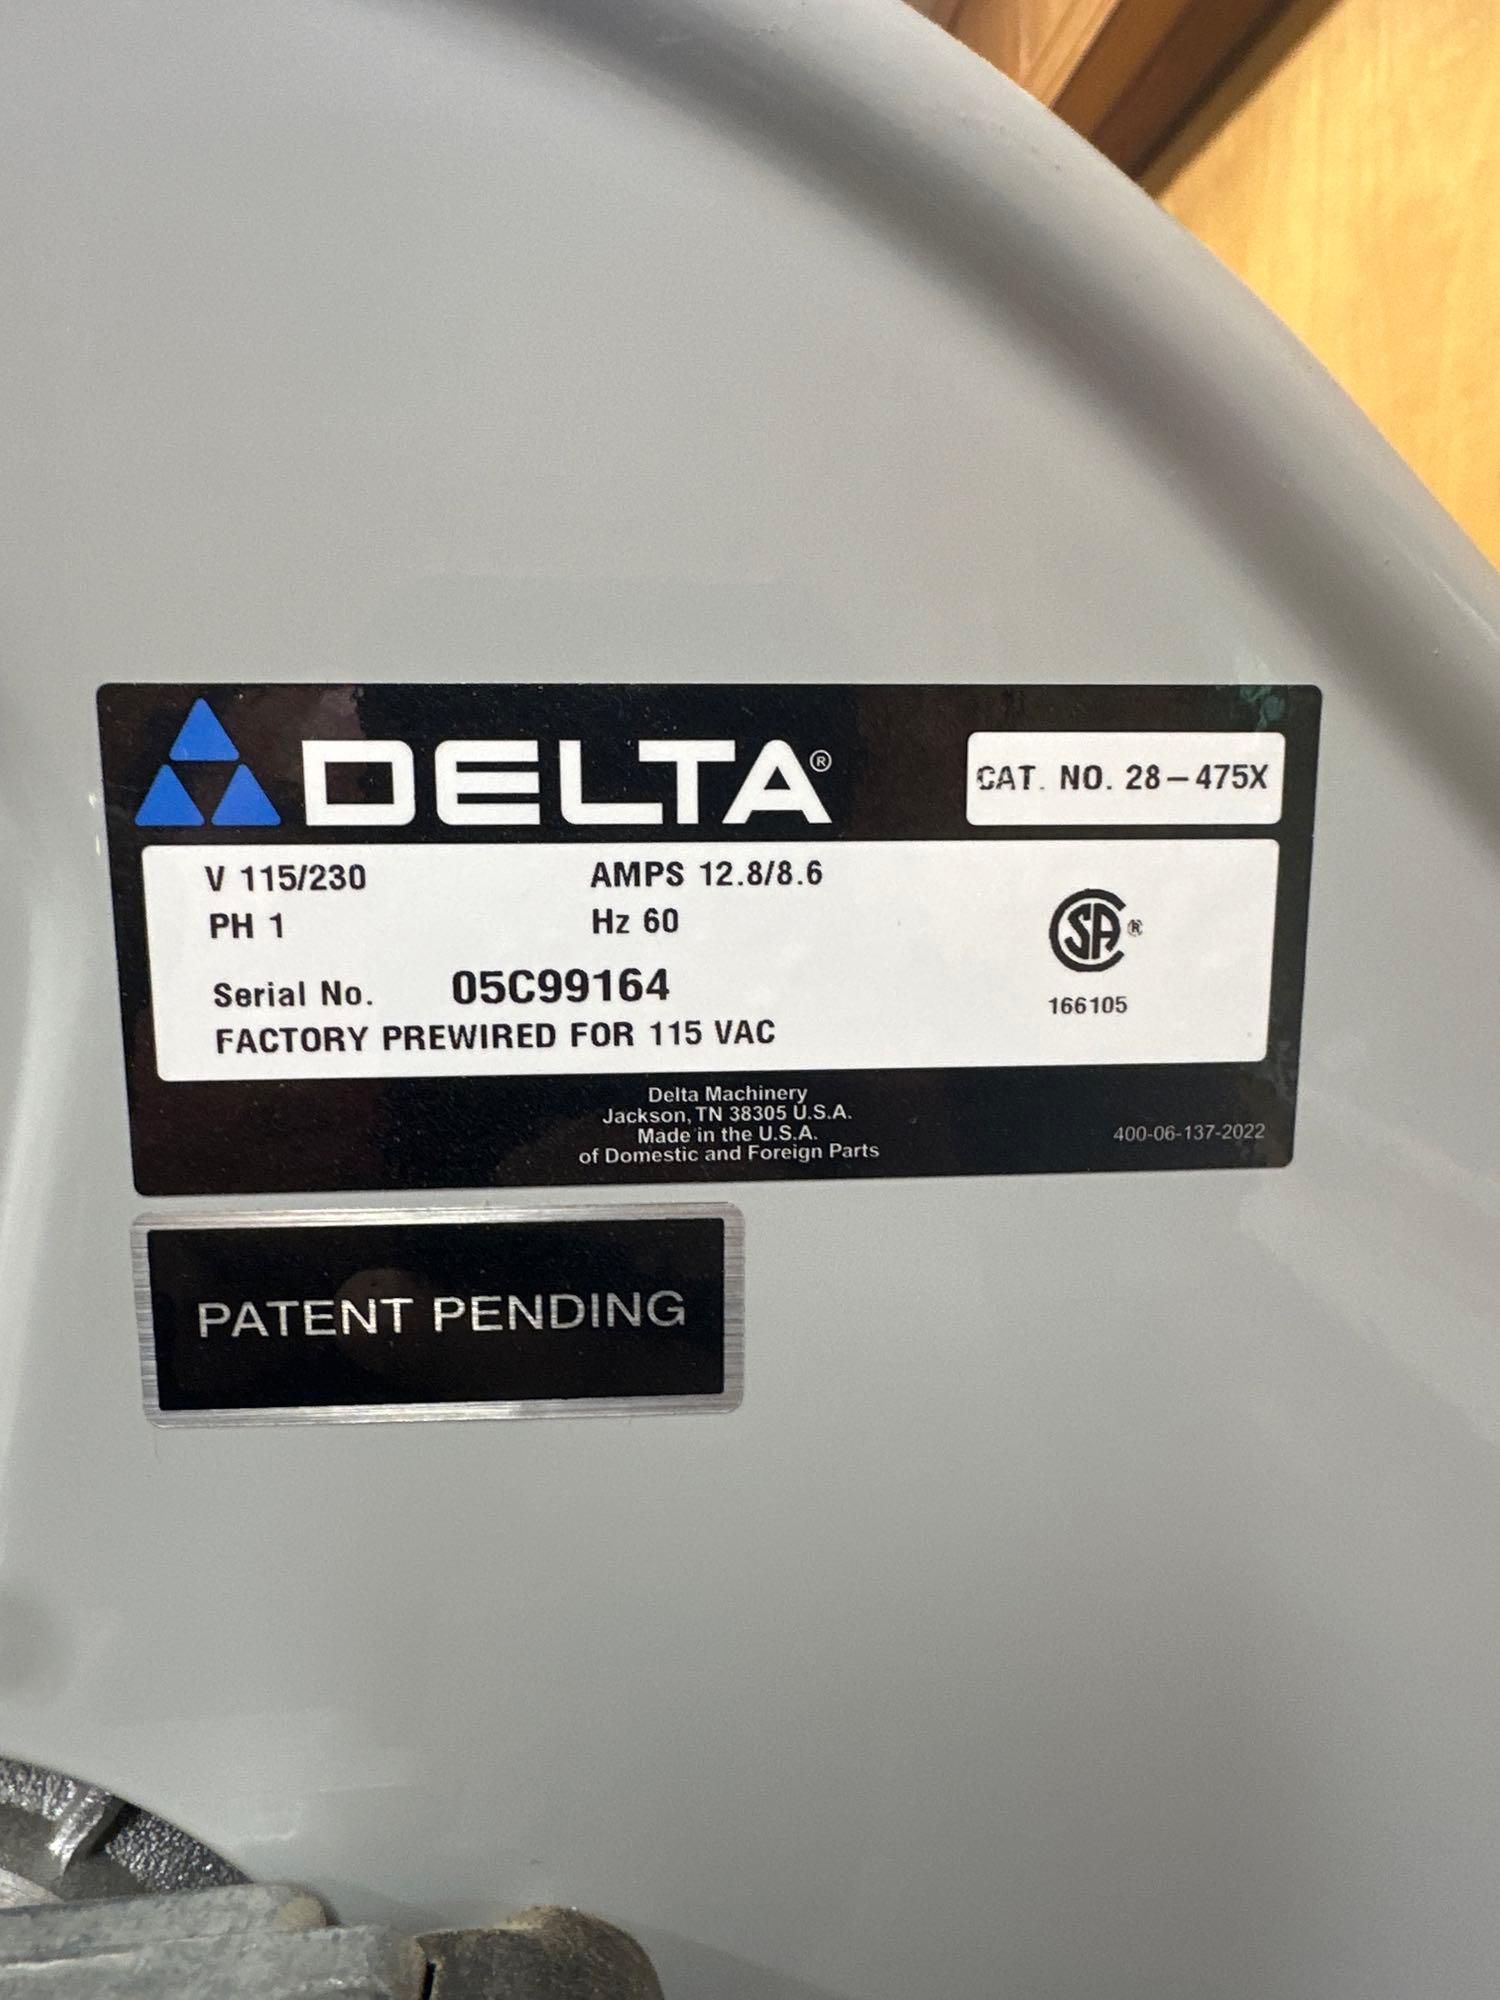 DELTA®
CAT. NO. 28-475X
V 115/230 AMPS 12.8/8.6
PH 1 Hz 60
Serial No. 05C99164
FACTORY PREWIRED FOR 115 VAC
SA ®
166105
Delta Machinery
Jackson, TN 38305 U.S.A.
Made in the U.S.A.
of Domestic and Foreign Parts
400-06-137-2022
PATENT PENDING